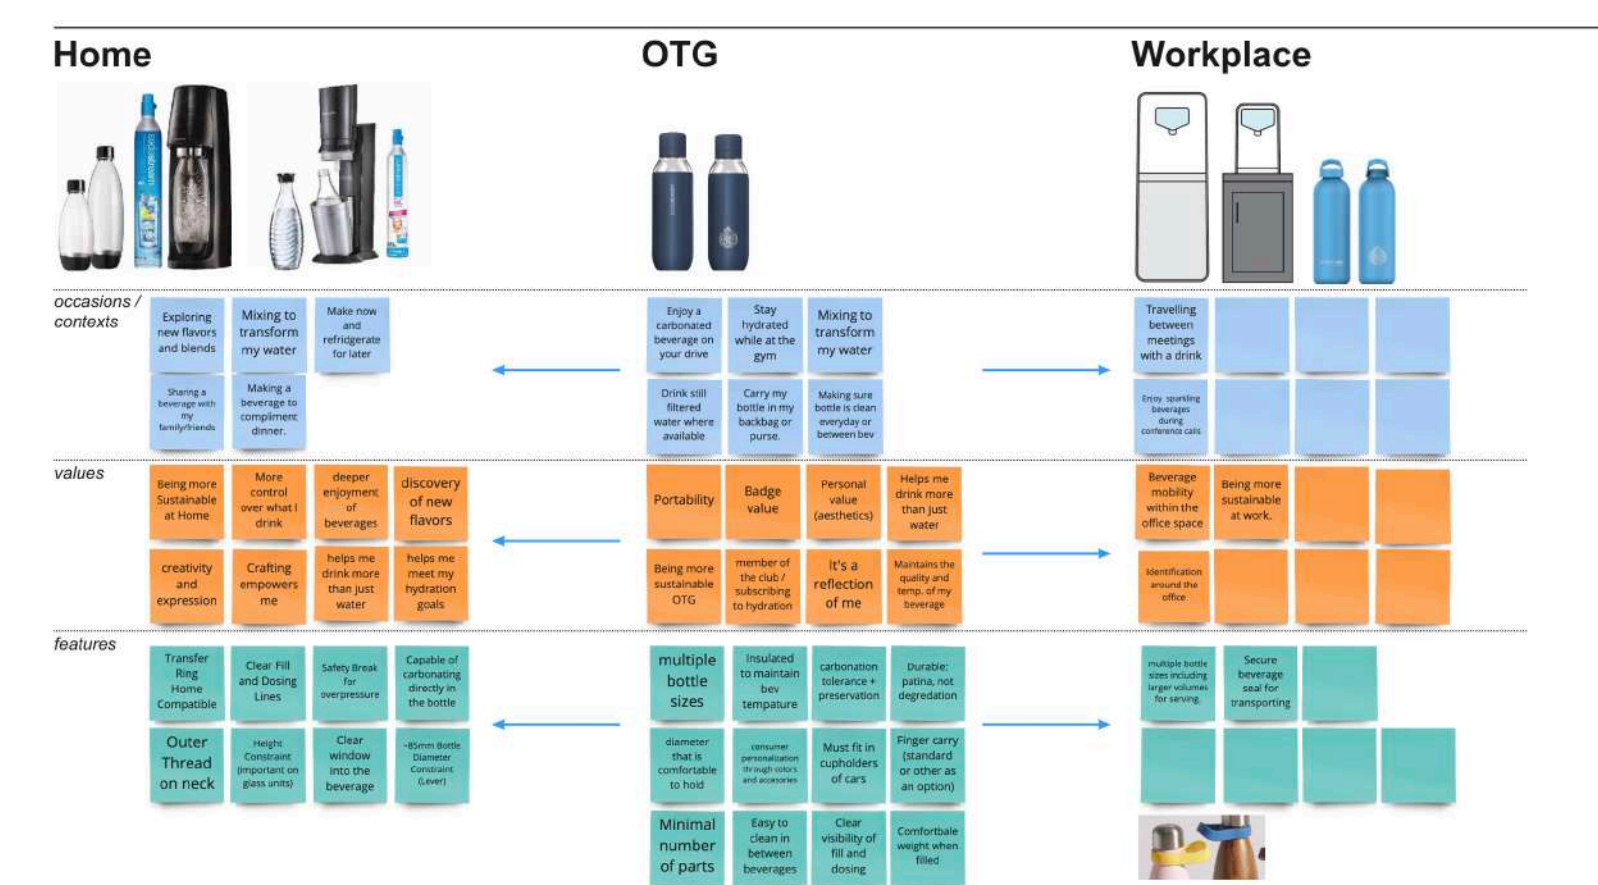 Home
OTG
Workplace
occasions /
contexts
Exploring
new flavors
and blends
Mixing to
transform
my water
Make now
and
refridgerate
for later
Sharing a
beverage with
my
family/friends
Making a
beverage to
compliment
dinner.
Enjoy a
carbonated
beverage on
your drive
Stay
hydrated
while at the
gym
Mixing to
transform
my water
Drink still
filtered
water where
available
Carry my
bottle in my
backbag or
purse.
Making sure
bottle is clean
everyday or
between bev
Travelling
between
meetings
with a drink
Enjoy sparkling
beverages
during
conference calls
values
Being more
Sustainable
at Home
More
control
over what I
drink
deeper
enjoyment
of
beverages
discovery
of new
flavors
creativity
and
expression
Crafting
empowers
me
helps me
drink more
than just
water
helps me
meet my
hydration
goals
Portability
Badge
value
Personal
value
(aesthetics)
Helps me
drink more
than just
water
Being more
sustainable
OTG
member of
the club /
subscribing
to hydration
It's a
reflection
of me
Maintains the
quality and
temp. of my
beverage
Beverage
mobility
within the
office space
Being more
sustainable
at work.
Identification
around the
office
features
Transfer
Ring
Home
Compatible
Clear Fill
and Dosing
Lines
Safety Break
for
overpressure
Capable of
carbonating
directly in
the bottle
Outer
Thread
on neck
Height
Constraint
(important on
glass units)
Clear
window
into the
beverage
~85mm Bottle
Diameter
Constraint
(Lever)
multiple
bottle
sizes
Insulated
to maintain
bev
tempature
carbonation
tolerance +
preservation
Durable:
patina, not
degredation
diameter
that is
comfortable
to hold
consumer
personalization
through colors
and accesories
Must fit in
cupholders
of cars
Finger carry
(standard
or other as
an option)
Minimal
number
of parts
Easy to
clean in
between
beverages
Clear
visibility of
fill and
dosing
Comfortbale
weight when
filled
multiple bottle
sizes including
larger volumes
for serving.
Secure
beverage
seal for
transporting